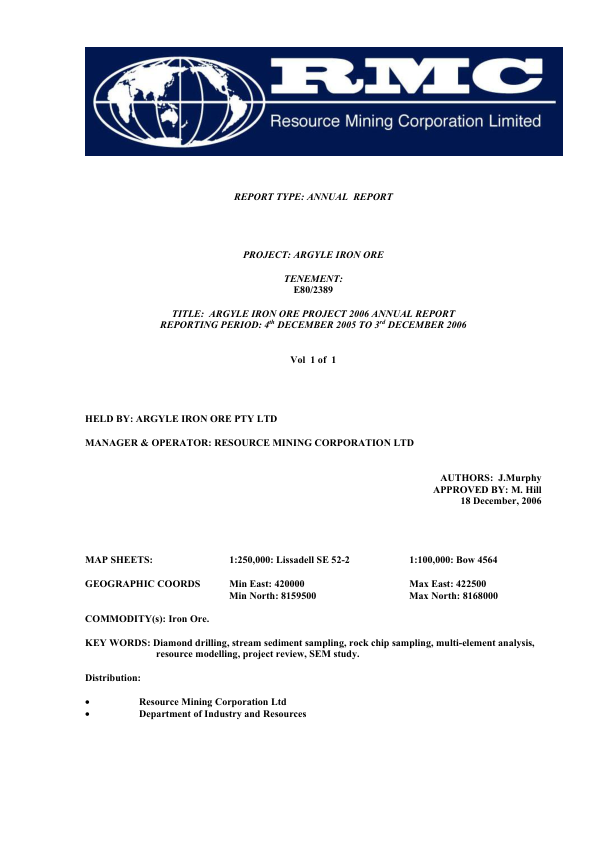 RMC
Resource Mining Corporation Limited
REPORT TYPE: ANNUAL REPORT
PROJECT: ARGYLE IRON ORE
TENEMENT:
E80/2389
TITLE: ARGYLE IRON ORE PROJECT 2006 ANNUAL REPORT
REPORTING PERIOD: 4th DECEMBER 2005 TO 3rd DECEMBER 2006
Vol 1 of 1
HELD BY: ARGYLE IRON ORE PTY LTD
MANAGER & OPERATOR: RESOURCE MINING CORPORATION LTD
AUTHORS: J.Murphy
APPROVED BY: M. Hill
18 December, 2006
MAP SHEETS: 1:250,000: Lissadell SE 52-2 1:100,000: Bow 4564
GEOGRAPHIC COORDS Min East: 420000 Max East: 422500
Min North: 8159500 Max North: 8168000
COMMODITY(s): Iron Ore.
KEY WORDS: Diamond drilling, stream sediment sampling, rock chip sampling, multi-element analysis,
resource modelling, project review, SEM study.
Distribution:
• Resource Mining Corporation Ltd
• Department of Industry and Resources